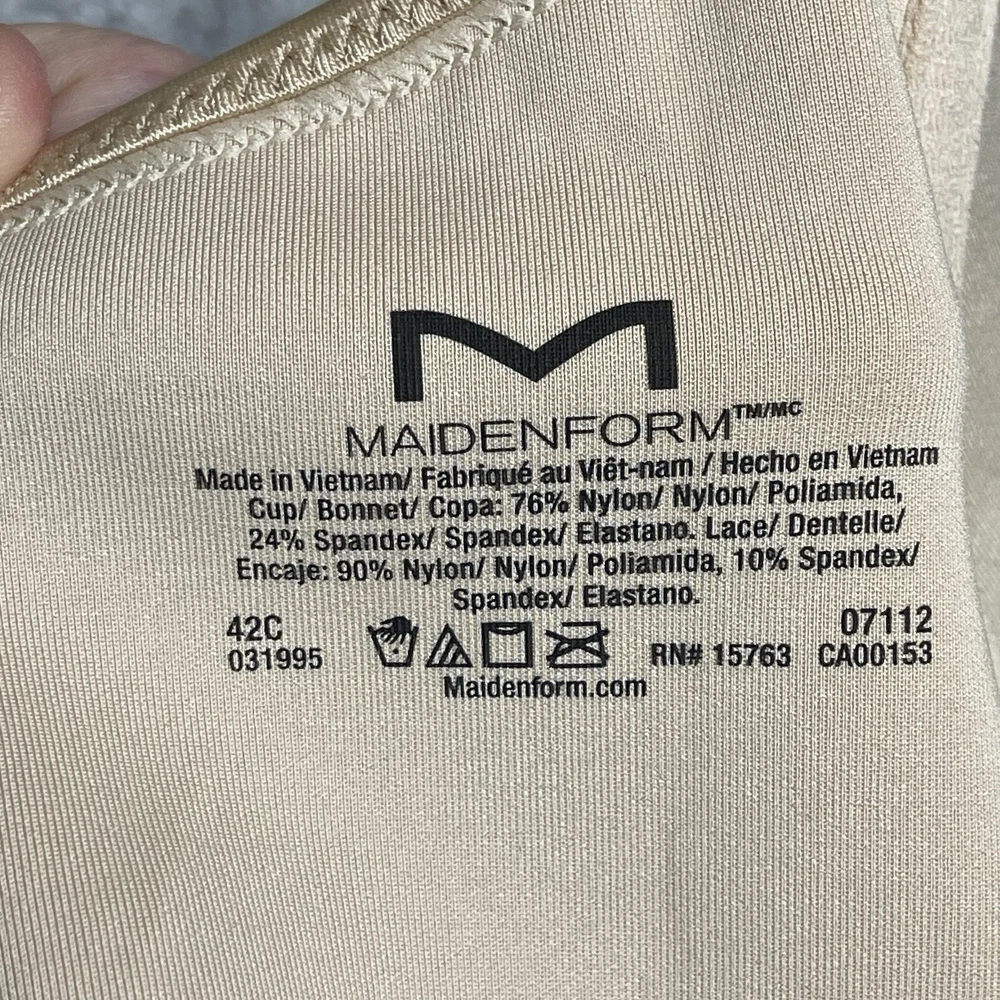 MAIDENFORM™/MC
Made in Vietnam/ Fabriqué au Viêt-nam / Hecho en Vietnam
Cup/ Bonnet/ Copa: 76% Nylon/ Nylon/ Poliamida,
24% Spandex/ Spandex/ Elastano. Lace/ Dentelle/
Encaje: 90% Nylon/ Nylon/ Poliamida, 10% Spandex/
Spandex/ Elastano.
42C 07112
031995 RN# 15763 CA00153
Maidenform.com